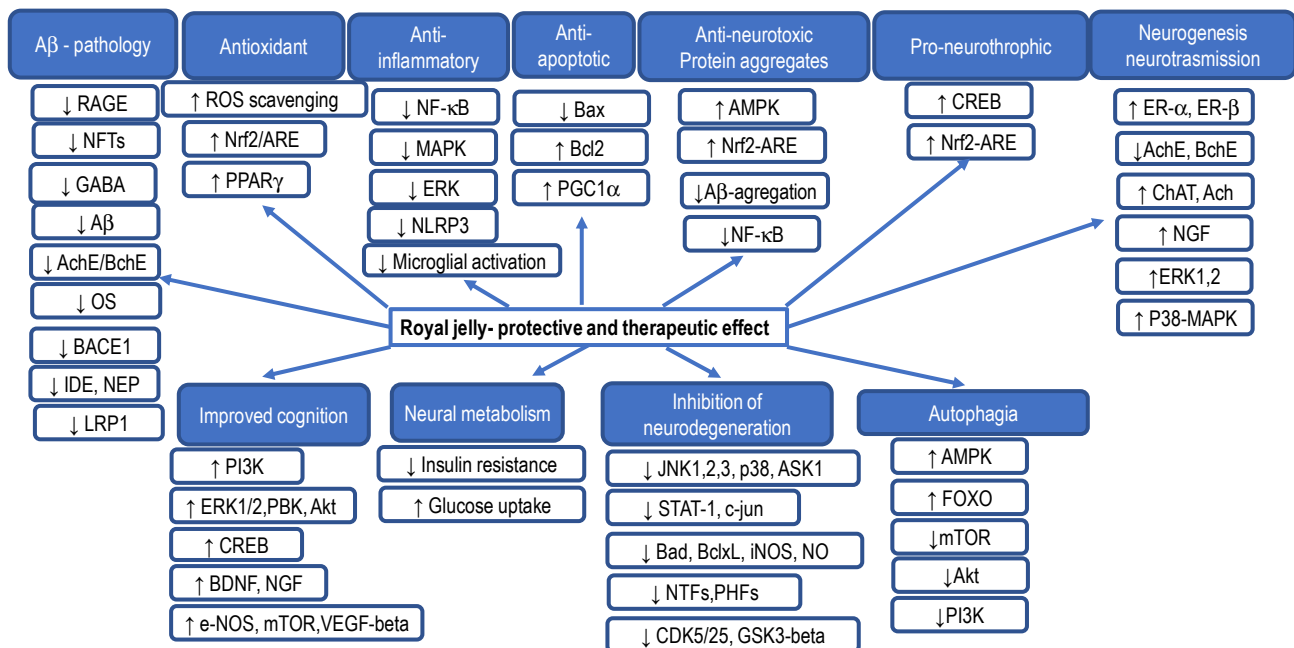 Aβ - pathology
↓ RAGE
↓ NFTs
↓ GABA
↓ Aβ
↓ AchE/BchE
↓ OS
↓ BACE1
↓ IDE, NEP
↓ LRP1
Antioxidant
↑ ROS scavenging
↑ Nrf2/ARE
↑ PPARγ
Anti-
inflammatory
↓ NF-κB
↓ MAPK
↓ ERK
↓ NLRP3
↓ Microglial activation
Anti-
apoptotic
↓ Bax
↑ Bcl2
↑ PGC1α
Anti-neurotoxic
Protein aggregates
↑ AMPK
↑ Nrf2-ARE
↓Aβ-agregation
↓NF-κB
Pro-neurothrophic
↑ CREB
↑ Nrf2-ARE
Neurogenesis
neurotrasmission
↑ ER-α, ER-β
↓AchE, BchE
↑ ChAT, Ach
↑ NGF
↑ERK1,2
↑ P38-MAPK
Royal jelly- protective and therapeutic effect
Improved cognition
↑ PI3K
↑ ERK1/2,PBK, Akt
↑ CREB
↑ BDNF, NGF
↑ e-NOS, mTOR,VEGF-beta
Neural metabolism
↓ Insulin resistance
↑ Glucose uptake
Inhibition of
neurodegeneration
↓ JNK1,2,3, p38, ASK1
↓ STAT-1, c-jun
↓ Bad, BclxL, iNOS, NO
↓ NTFs,PHFs
↓ CDK5/25, GSK3-beta
Autophagia
↑ AMPK
↑ FOXO
↓mTOR
↓Akt
↓PI3K